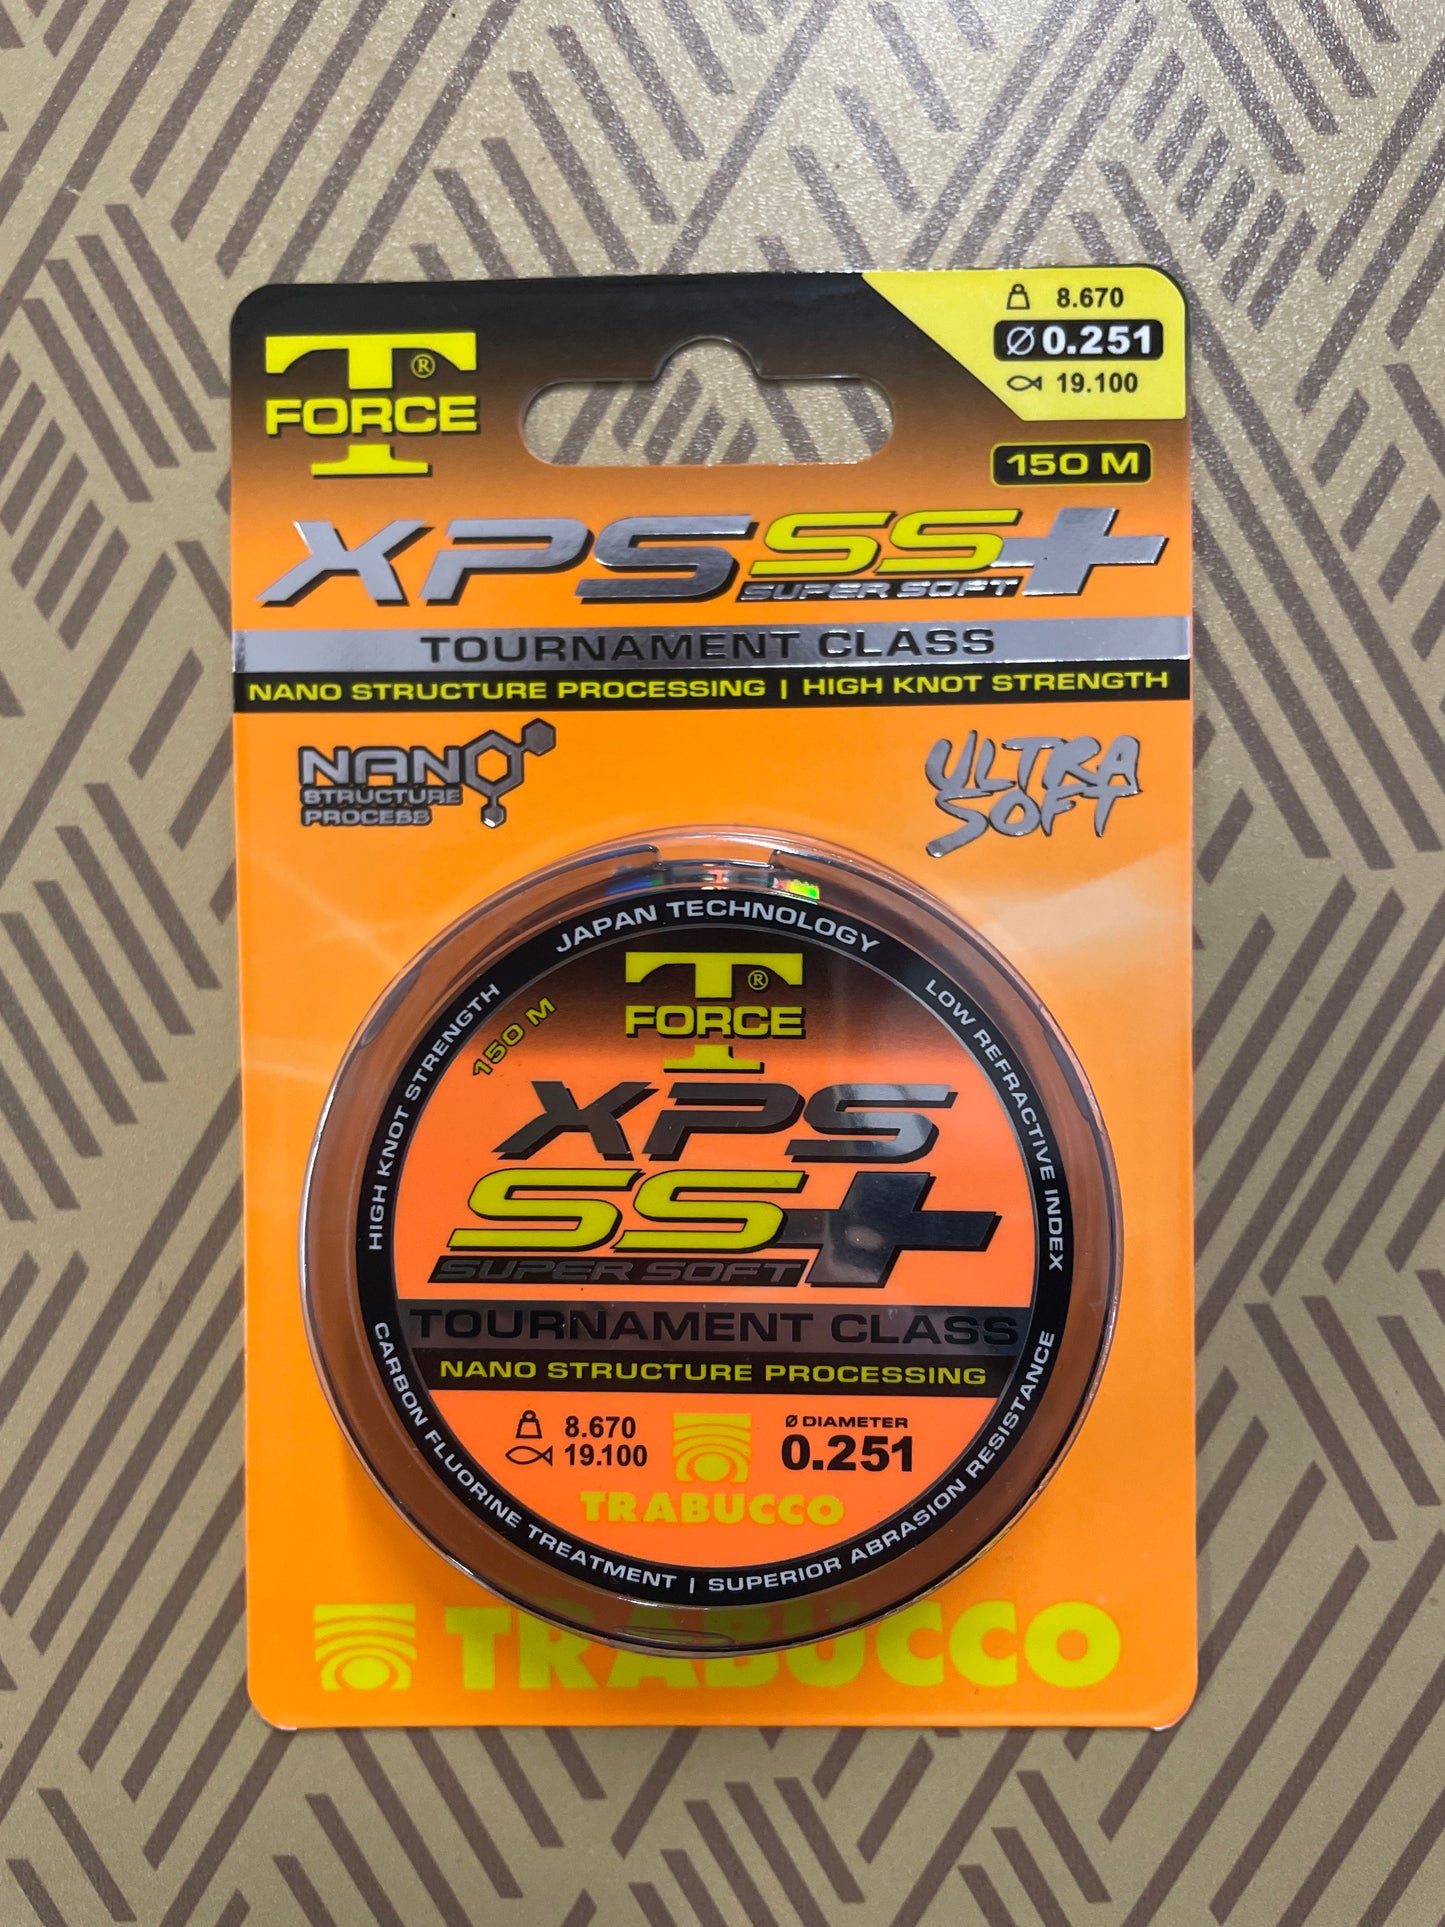 8.670
Ø 0.251
19.100
T®
FORCE
150 M
XPS SS+
SUPER SOFT
TOURNAMENT CLASS
NANO STRUCTURE PROCESSING | HIGH KNOT STRENGTH
NANO
STRUCTURE
PROCESS
ULTRA
SOFT
JAPAN TECHNOLOGY
LOW REFRACTIVE INDEX
HIGH KNOT STRENGTH
150 M
T®
FORCE
XPS
SS+
SUPER SOFT
TOURNAMENT CLASS
NANO STRUCTURE PROCESSING
8.670
19.100
Ø DIAMETER
0.251
TRABUCCO
CARBON FLUORINE TREATMENT | SUPERIOR ABRASION RESISTANCE
TRABUCCO